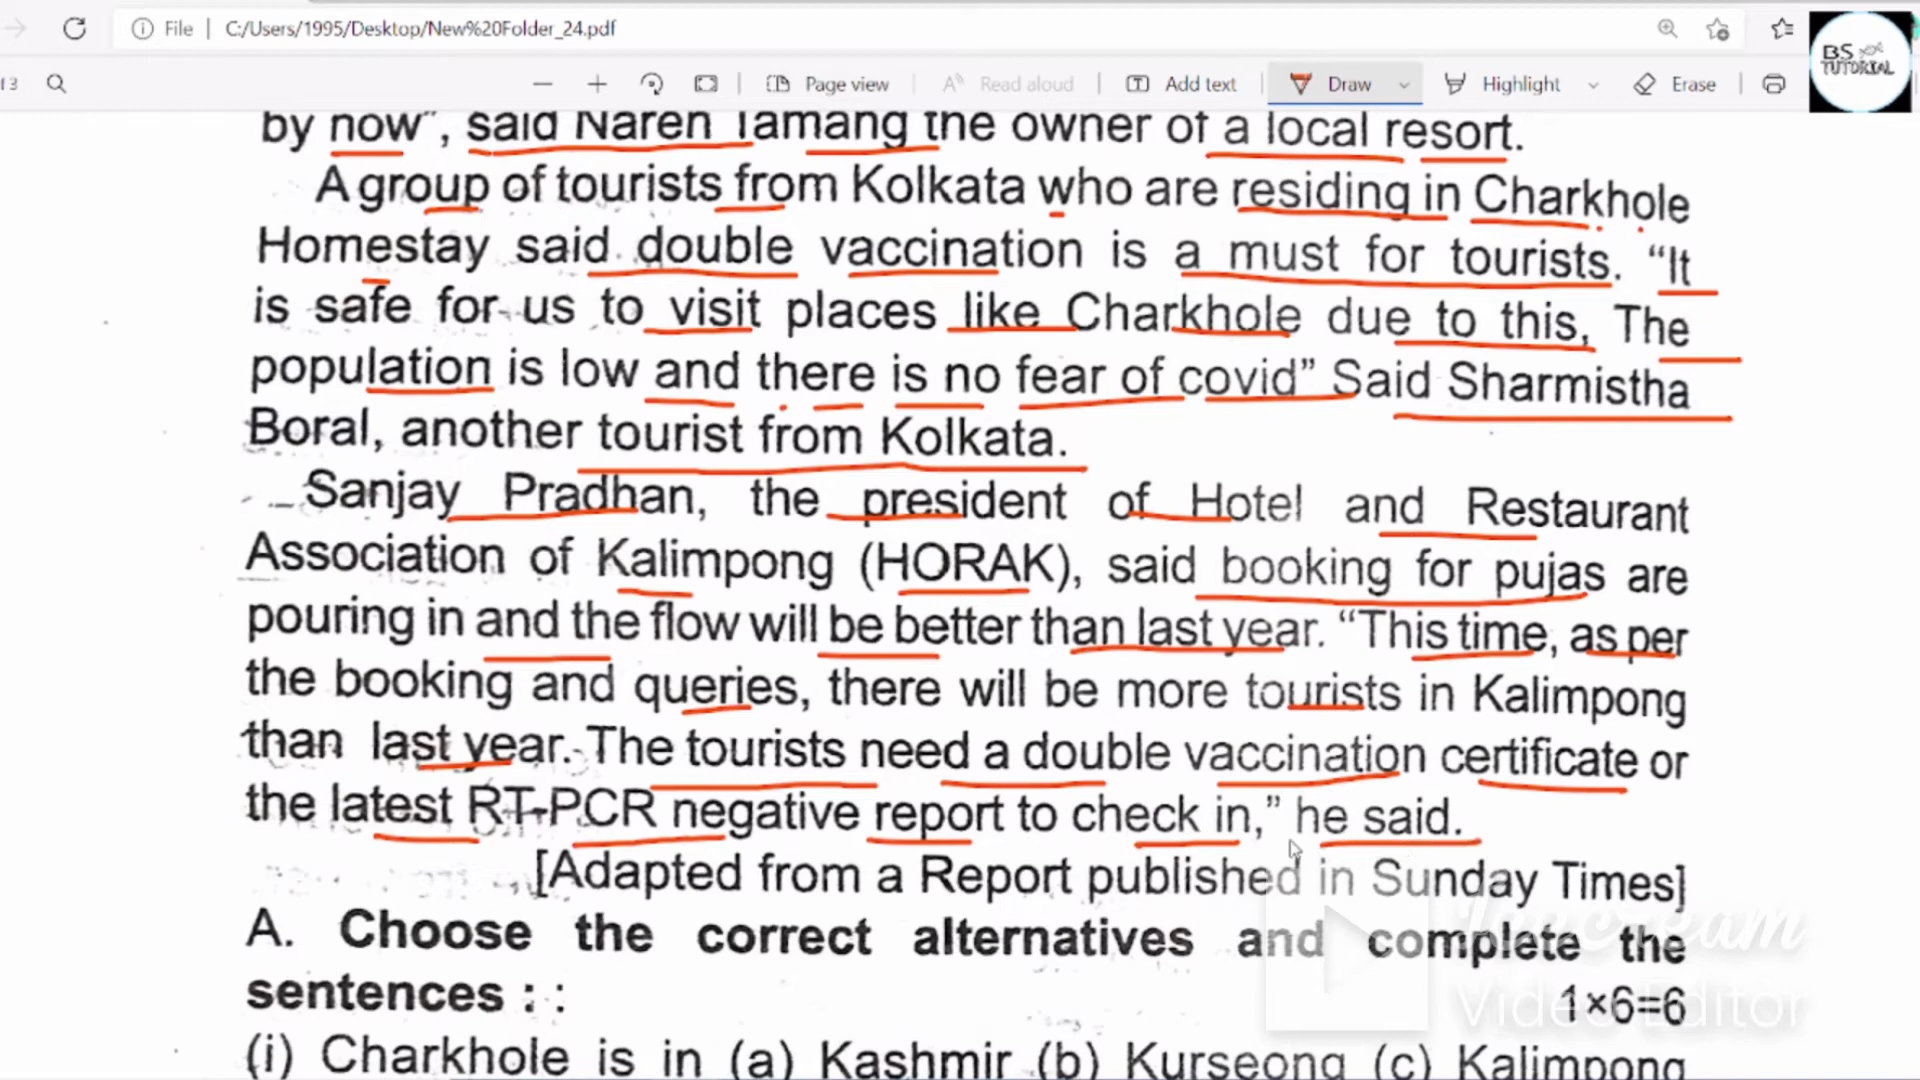 File | C:/Users/1995/Desktop/New%20Folder_24.pdf
BS
TUTORIAL
f 3 Page view Read aloud Add text Draw Highlight Erase
by now", said Naren Tamang the owner of a local resort.
A group of tourists from Kolkata who are residing in Charkhole
Homestay said double vaccination is a must for tourists. "It
is safe for us to visit places like Charkhole due to this, The
population is low and there is no fear of covid" Said Sharmistha
Boral, another tourist from Kolkata.
Sanjay Pradhan, the president of Hotel and Restaurant
Association of Kalimpong (HORAK), said booking for pujas are
pouring in and the flow will be better than last year. "This time, as per
the booking and queries, there will be more tourists in Kalimpong
than last year. The tourists need a double vaccination certificate or
the latest RT-PCR negative report to check in," he said.
[Adapted from a Report published in Sunday Times]
A. Choose the correct alternatives and complete the
sentences : : 1×6=6
(i) Charkhole is in (a) Kashmir (b) Kurseong (c) Kalimpong
Video Editor